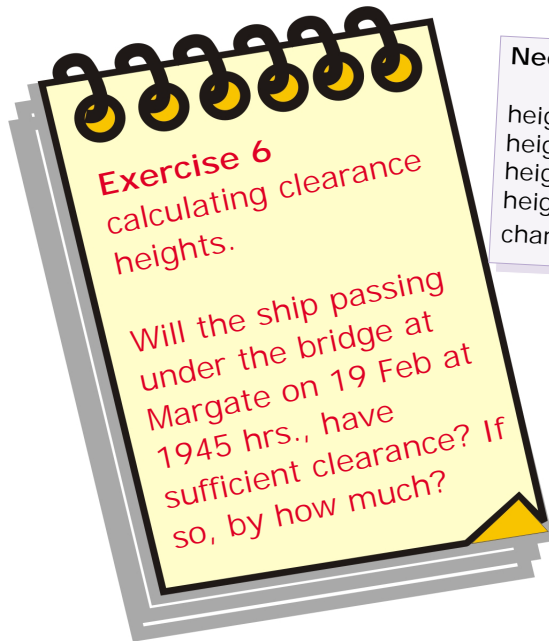 Exercise 6
calculating clearance
heights.
Will the ship passing
under the bridge at
Margate on 19 Feb at
1945 hrs., have
sufficient clearance? If
so, by how much?